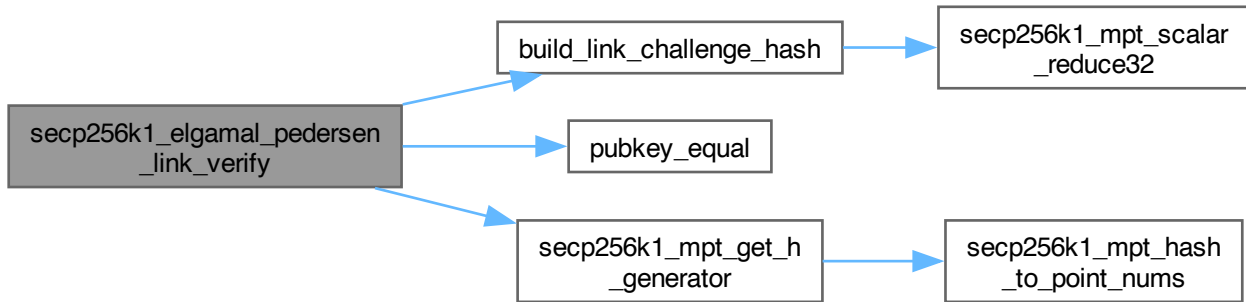 build_link_challenge_hash
secp256k1_mpt_scalar
_reduce32
secp256k1_elgamal_pedersen
_link_verify
pubkey_equal
secp256k1_mpt_get_h
_generator
secp256k1_mpt_hash
_to_point_nums